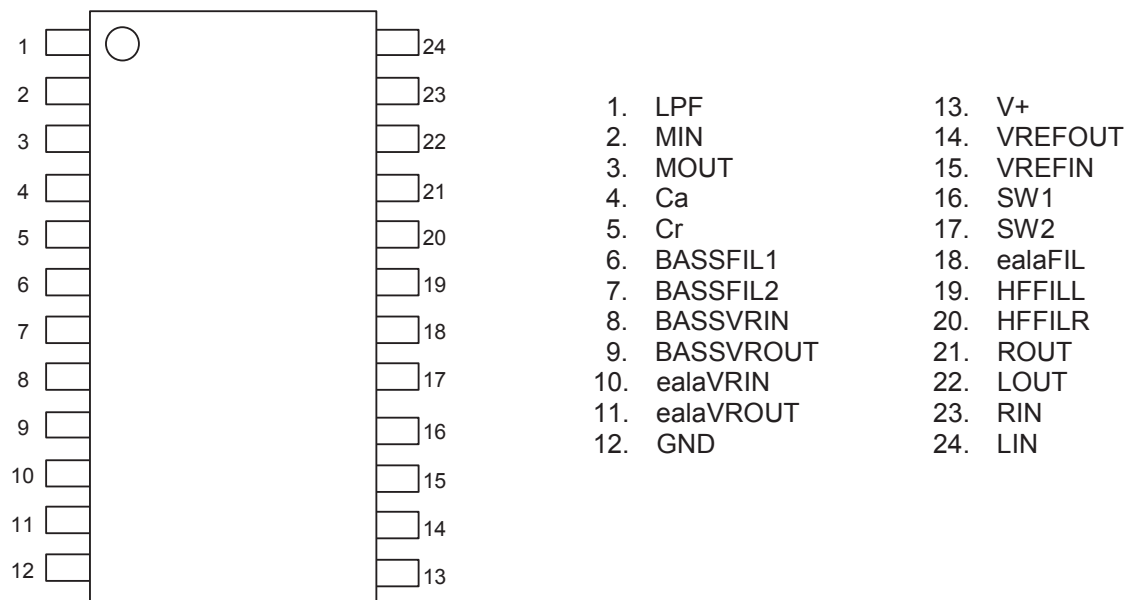 1
2
3
4
5
6
7
8
9
10
11
12
24
23
22
21
20
19
18
17
16
15
14
13
1. LPF
2. MIN
3. MOUT
4. Ca
5. Cr
6. BASSFIL1
7. BASSFIL2
8. BASSVRIN
9. BASSVROUT
10. ealaVRIN
11. ealaVROUT
12. GND
13. V+
14. VREFOUT
15. VREFIN
16. SW1
17. SW2
18. ealaFIL
19. HFFILL
20. HFFILR
21. ROUT
22. LOUT
23. RIN
24. LIN